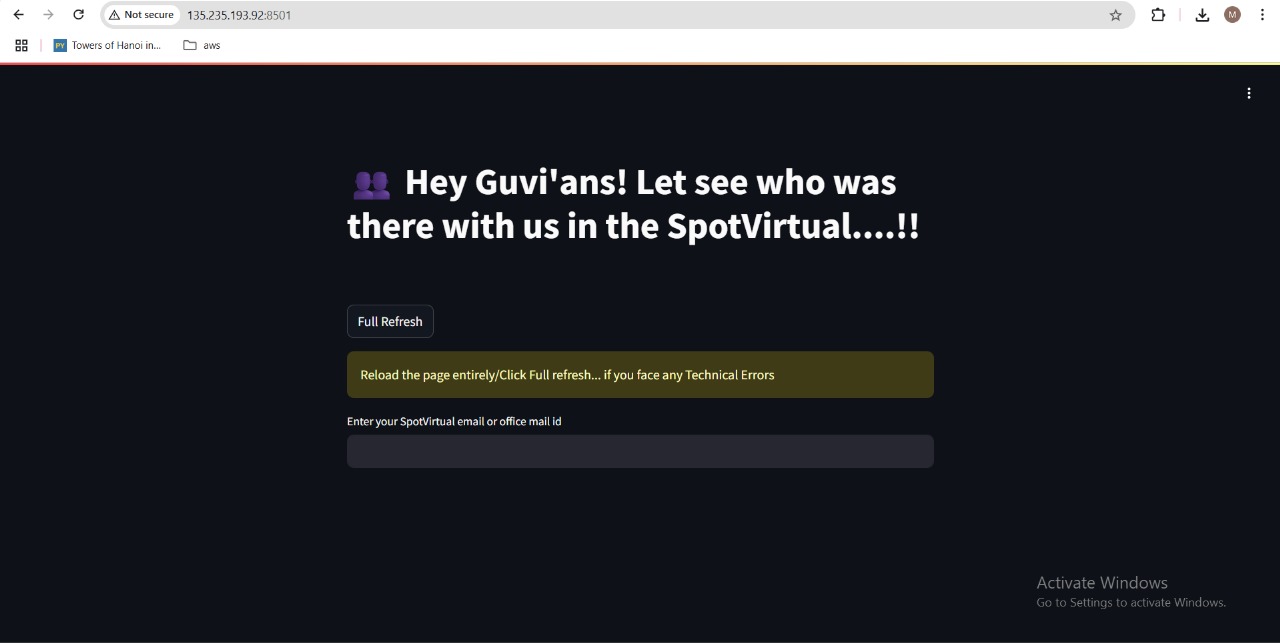 Not secure 135.235.193.92:8501
M
PY Towers of Hanoi in... aws
Hey Guvi'ans! Let see who was
there with us in the SpotVirtual....!!
Full Refresh
Reload the page entirely/Click Full refresh... if you face any Technical Errors
Enter your SpotVirtual email or office mail id
Activate Windows
Go to Settings to activate Windows.